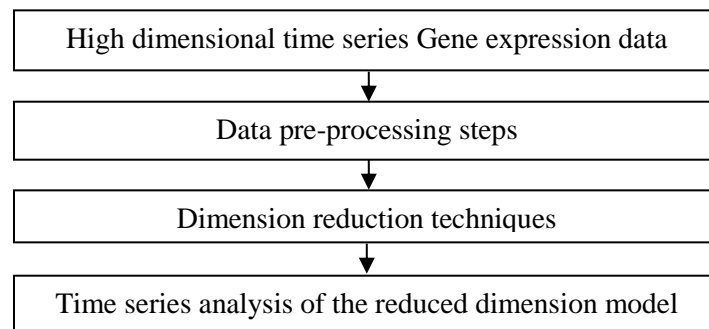 High dimensional time series Gene expression data
Data pre-processing steps
Dimension reduction techniques
Time series analysis of the reduced dimension model